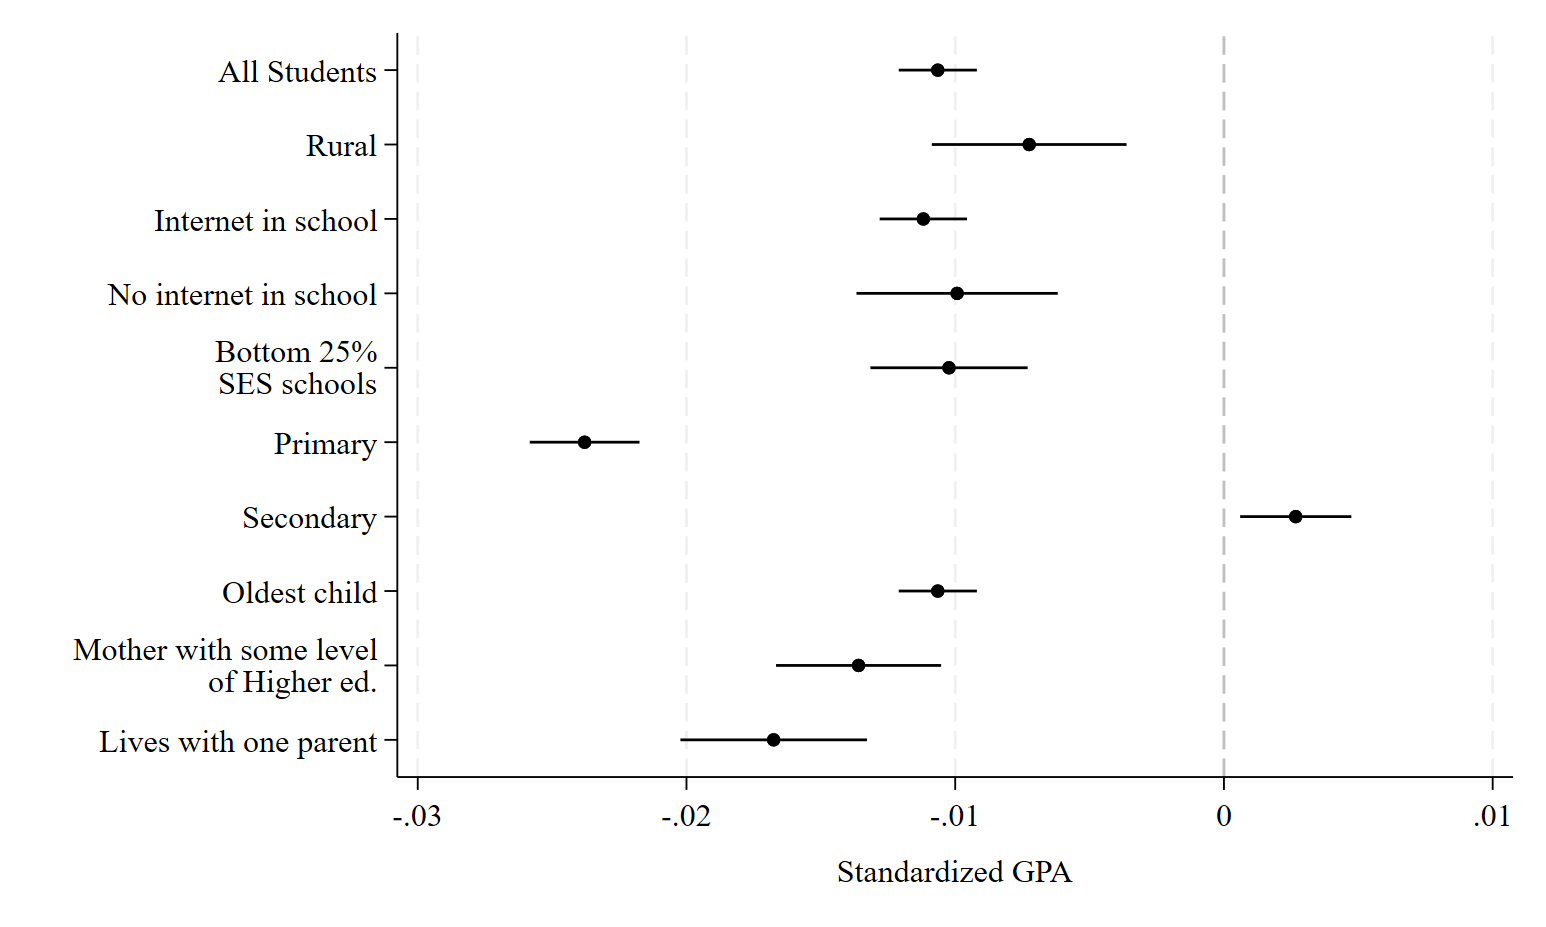 All Students
Rural
Internet in school
No internet in school
Bottom 25%
SES schools
Primary
Secondary
Oldest child
Mother with some level
of Higher ed.
Lives with one parent
-.03 -.02 -.01 0 .01
Standardized GPA